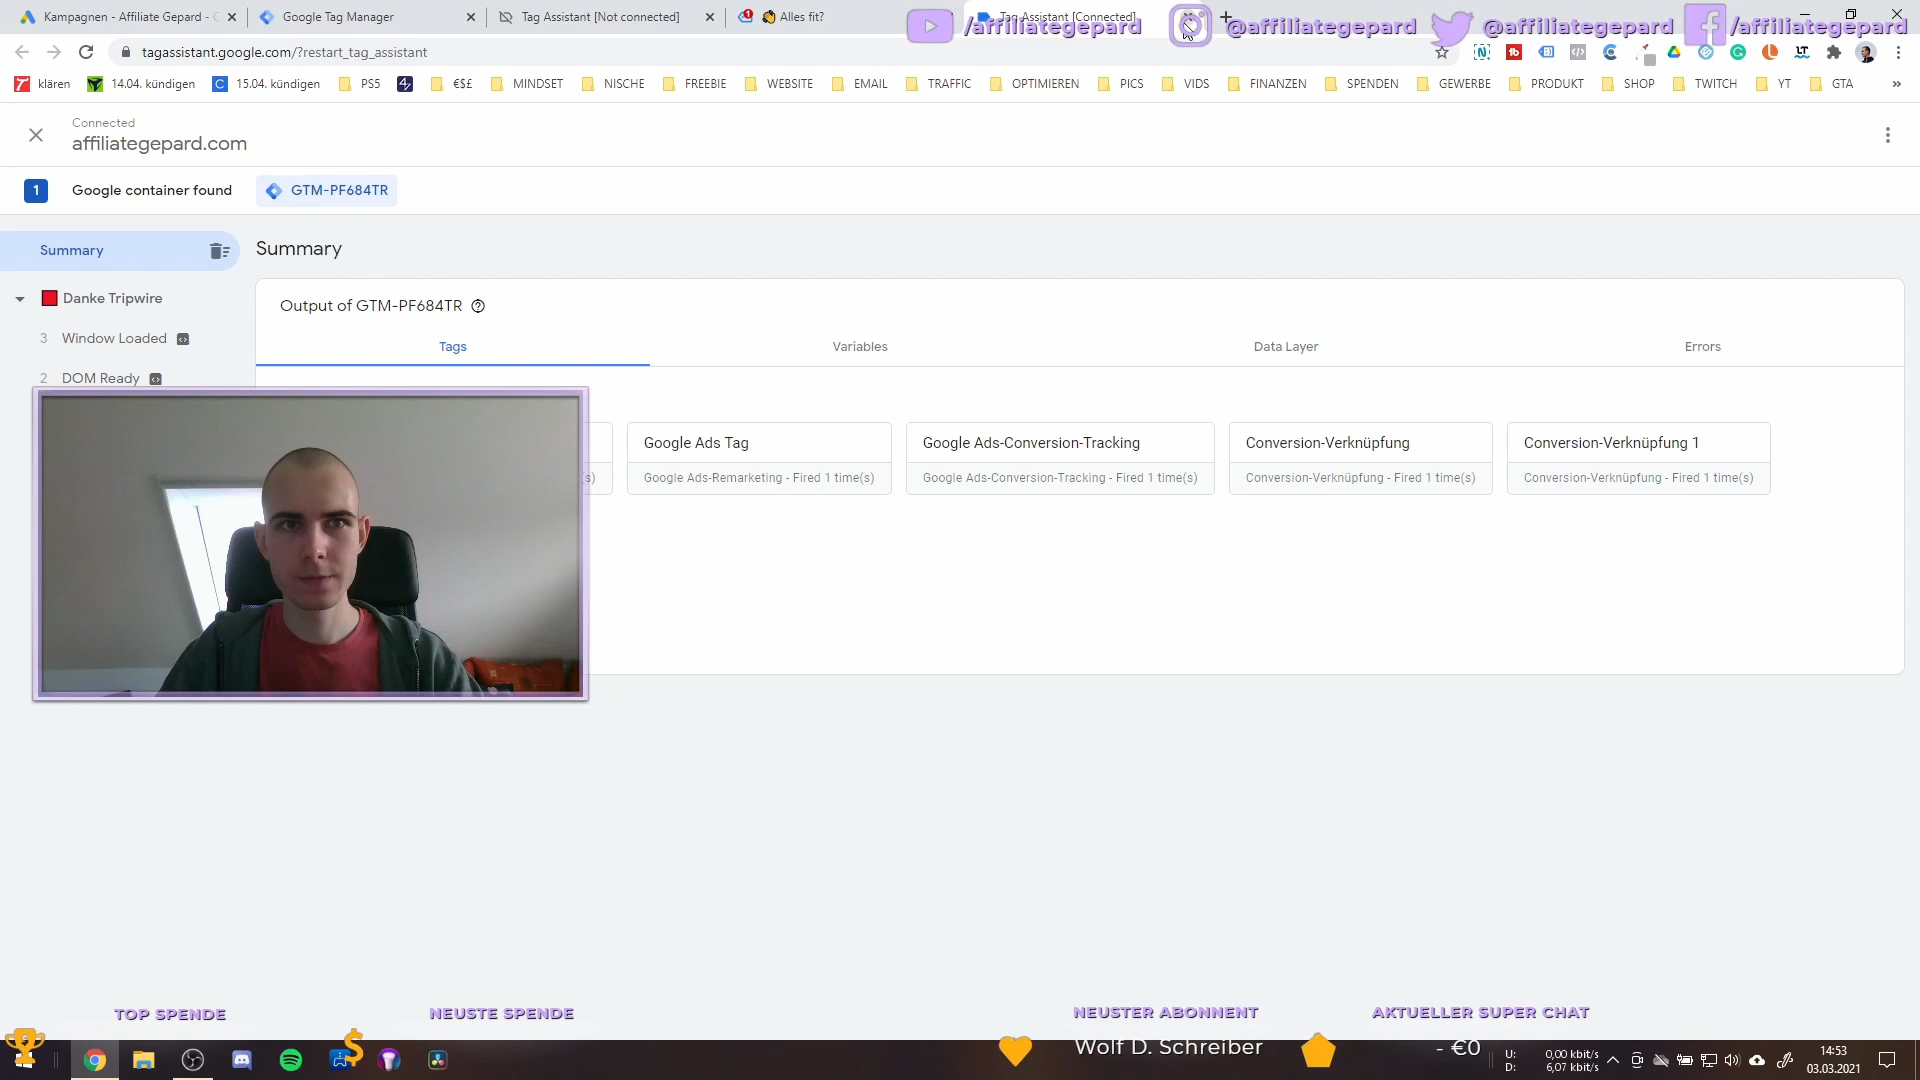 Kampagnen - Affiliate Gepard - G
Google Tag Manager
Tag Assistant [Not connected]
Alles fit?
Tag Assistant [Connected]
/affiliategepard
@affiliategepard
@affiliategepard
/affiliategepard
tagassistant.google.com/?restart_tag_assistant
klären
14.04. kündigen
15.04. kündigen
PS5
€$£
MINDSET
NISCHE
FREEBIE
WEBSITE
EMAIL
TRAFFIC
OPTIMIEREN
PICS
VIDS
FINANZEN
SPENDEN
GEWERBE
PRODUKT
SHOP
TWITCH
YT
GTA
»
Connected
affiliategepard.com
1
Google container found
GTM-PF684TR
Summary
Summary
Danke Tripwire
3 Window Loaded
2 DOM Ready
Output of GTM-PF684TR
Tags
Variables
Data Layer
Errors
s)
Google Ads Tag
Google Ads-Remarketing - Fired 1 time(s)
Google Ads-Conversion-Tracking
Google Ads-Conversion-Tracking - Fired 1 time(s)
Conversion-Verknüpfung
Conversion-Verknüpfung - Fired 1 time(s)
Conversion-Verknüpfung 1
Conversion-Verknüpfung - Fired 1 time(s)
TOP SPENDE
NEUSTE SPENDE
NEUSTER ABONNENT
Wolf D. Schreiber
AKTUELLER SUPER CHAT
- €0
U: 0,00 kbit/s
D: 6,07 kbit/s
14:53
03.03.2021